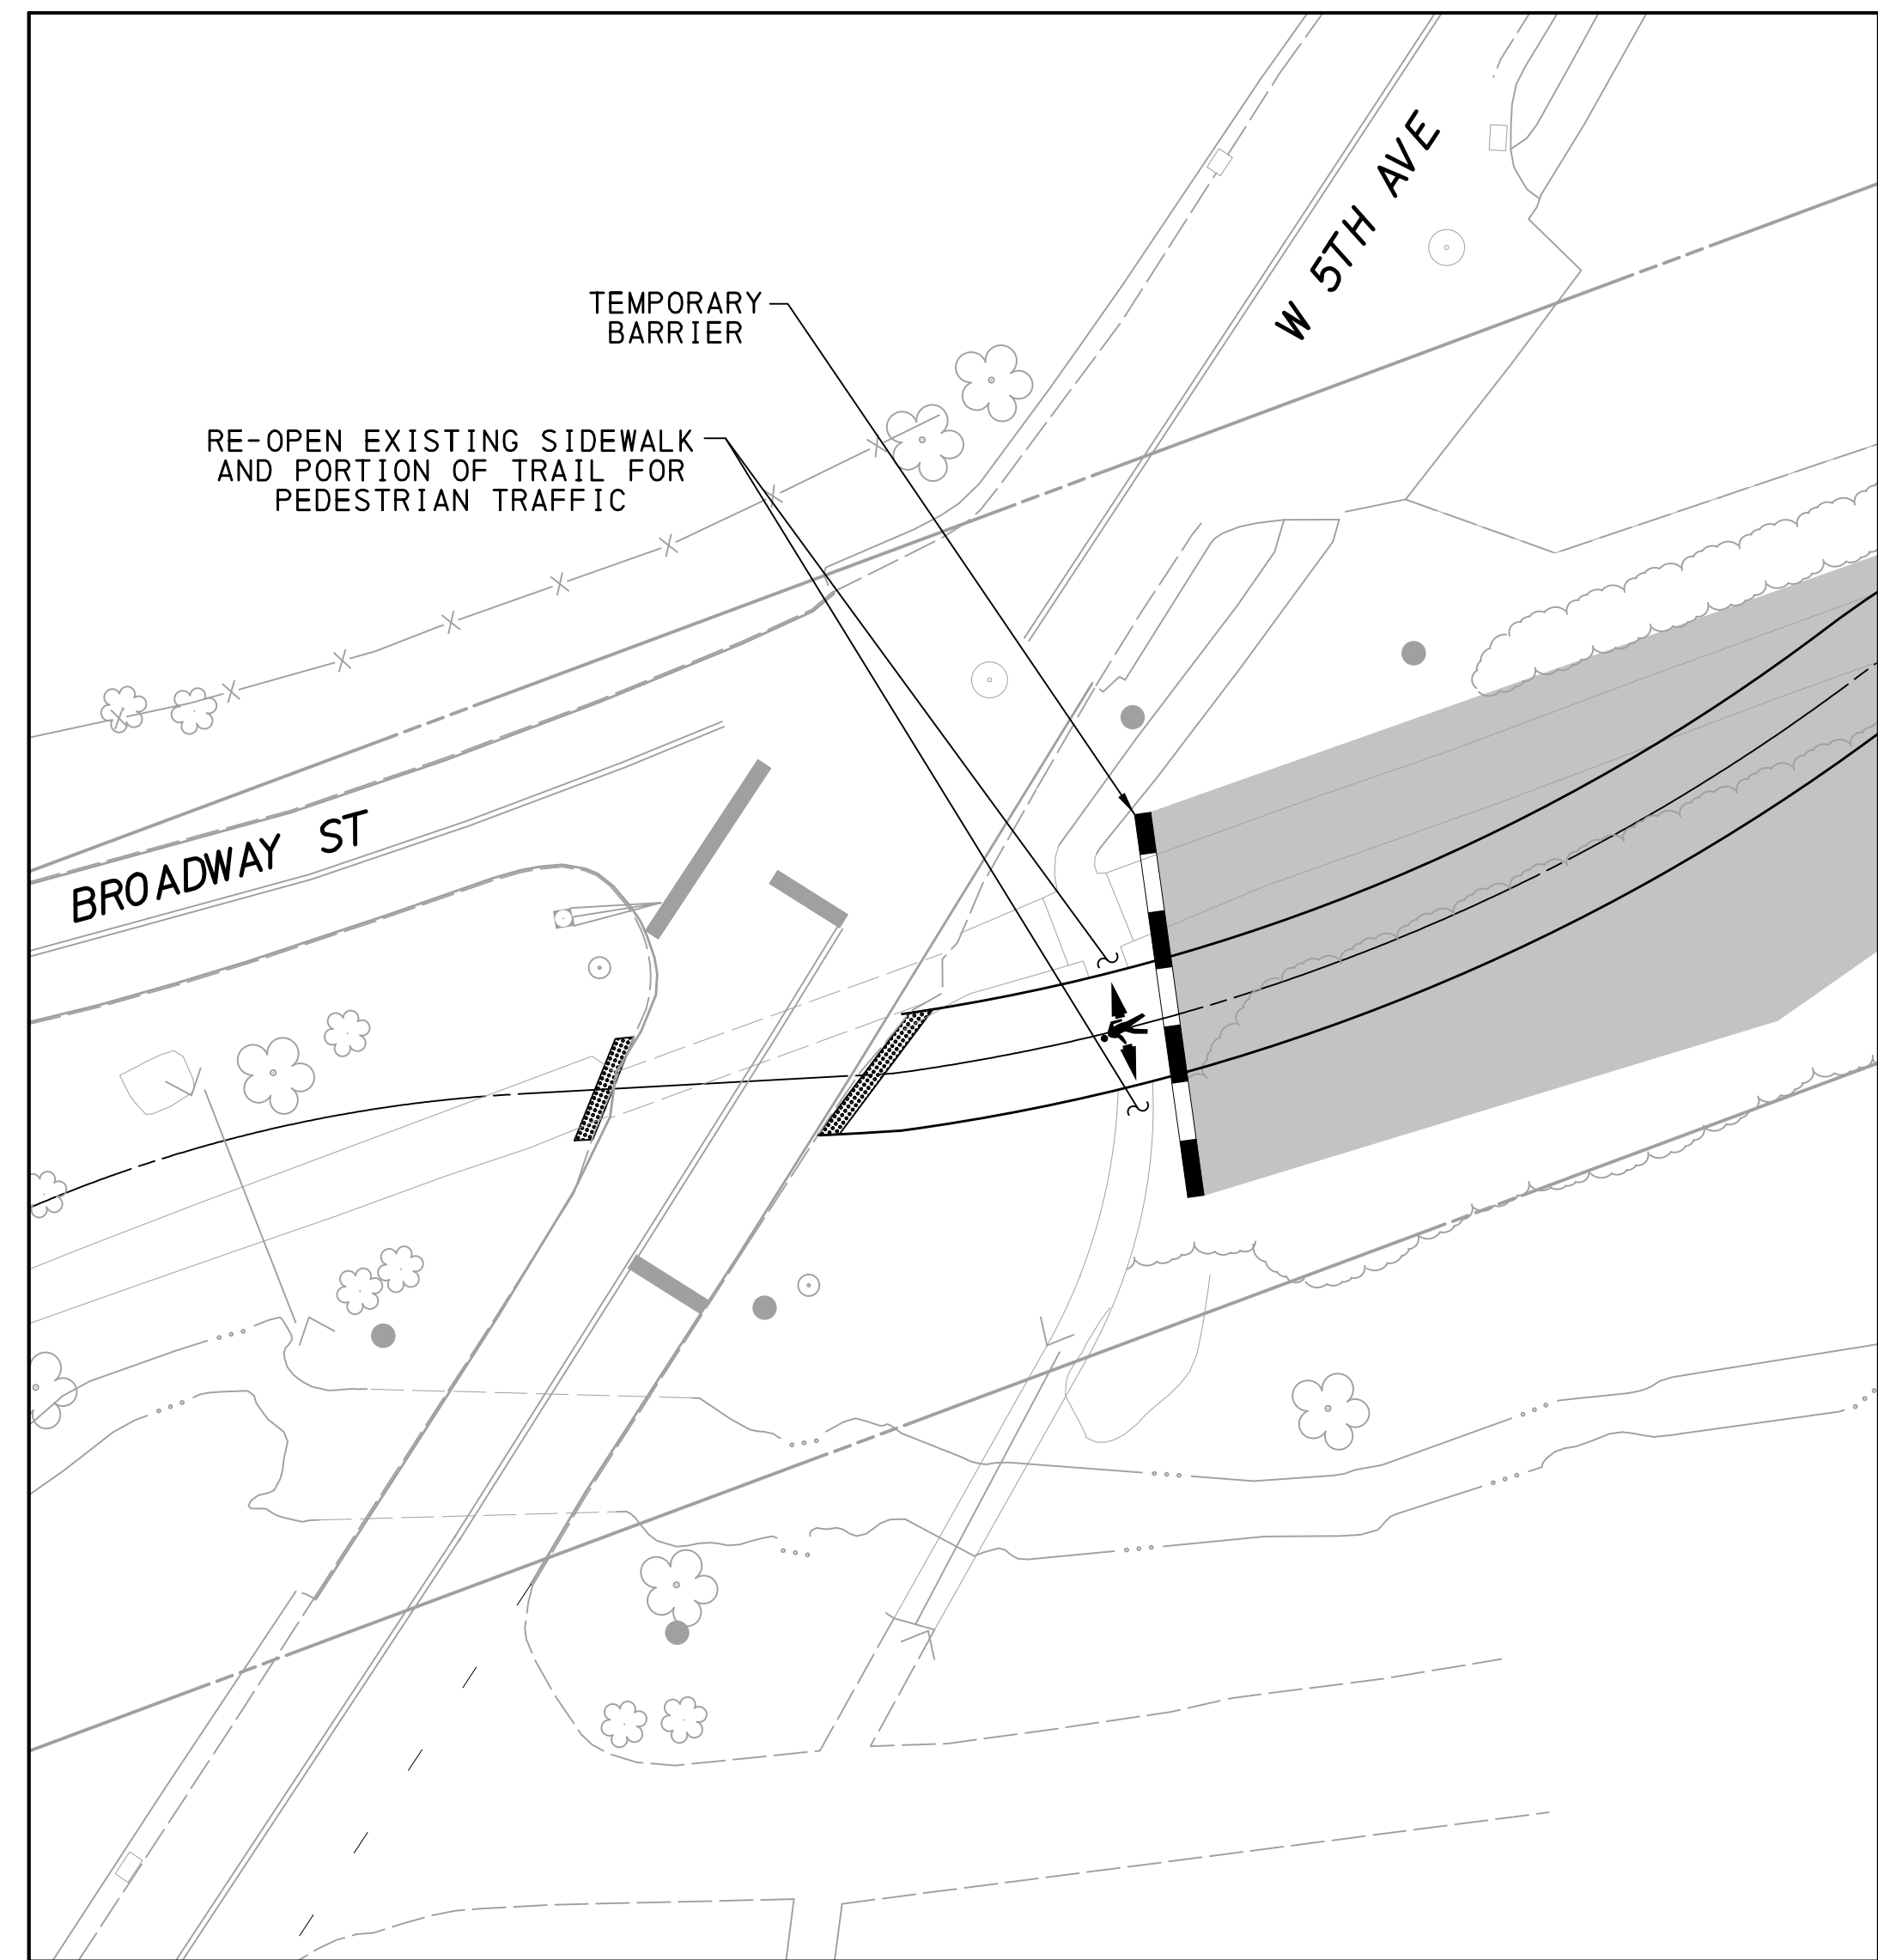 W 5TH AVE
TEMPORARY
BARRIER
RE-OPEN EXISTING SIDEWALK
AND PORTION OF TRAIL FOR
PEDESTRIAN TRAFFIC
BROADWAY ST